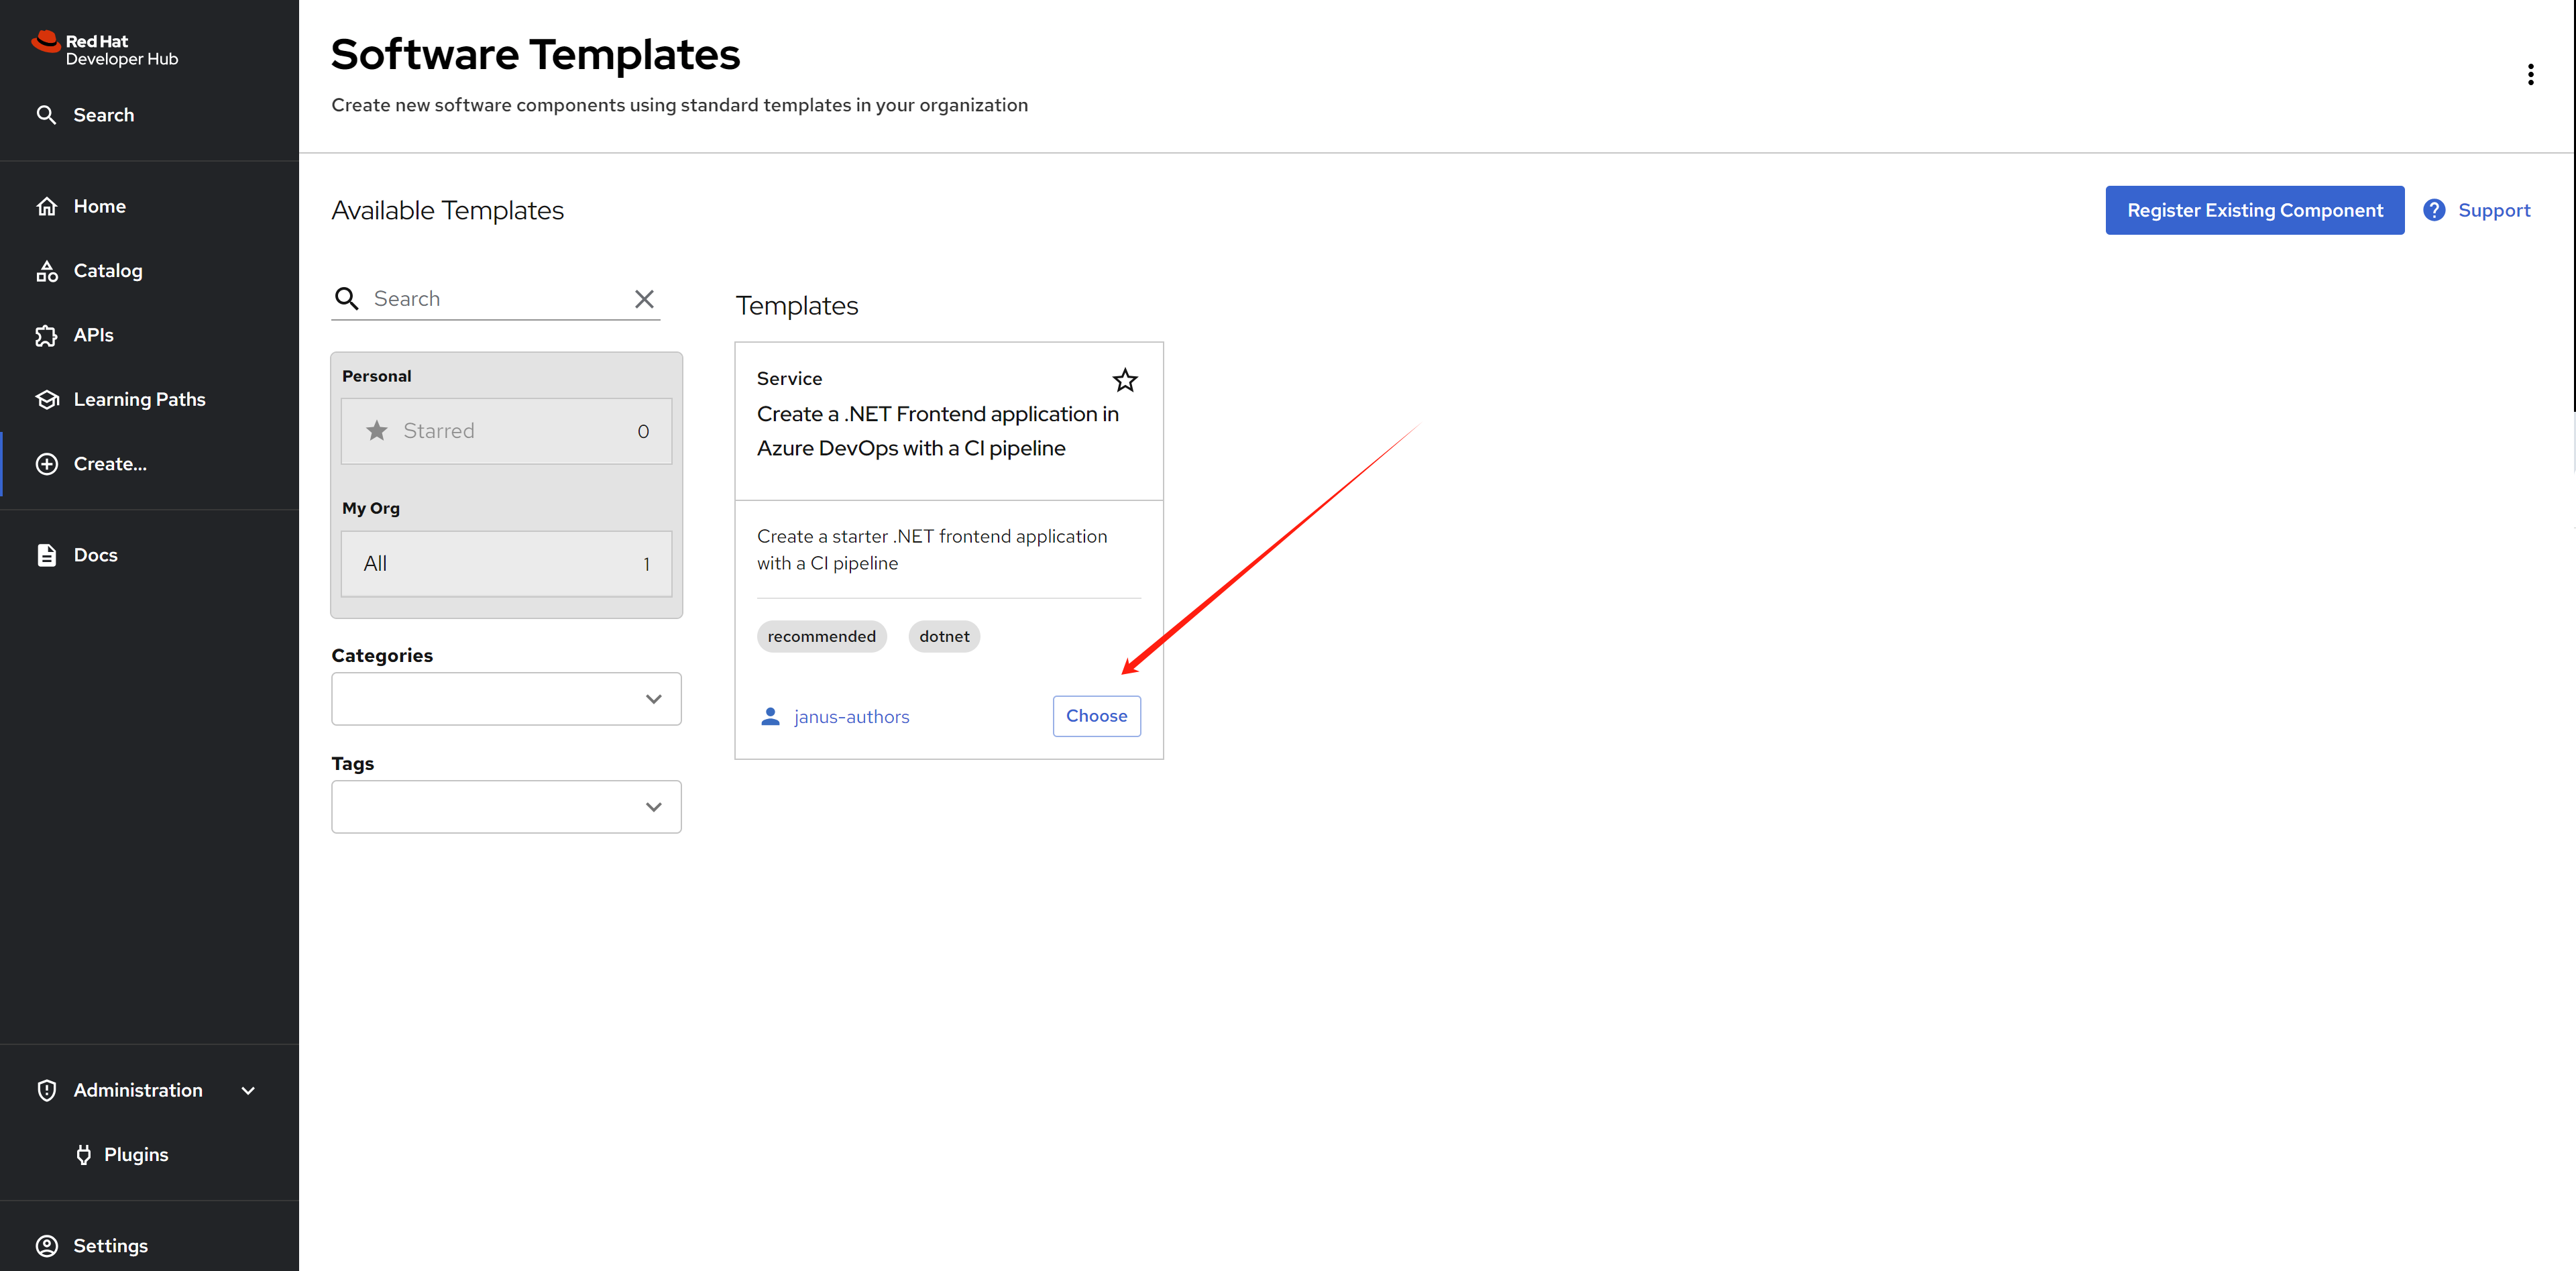 Red Hat
Developer Hub
Search
Home
Catalog
APIs
Learning Paths
Create...
Docs
Administration
Plugins
Settings
Software Templates
Create new software components using standard templates in your organization
Available Templates
Register Existing Component
Support
Search
Personal
Starred 0
My Org
All 1
Categories
Tags
Templates
Service
Create a .NET Frontend application in
Azure DevOps with a CI pipeline
Create a starter .NET frontend application
with a CI pipeline
recommended dotnet
janus-authors Choose